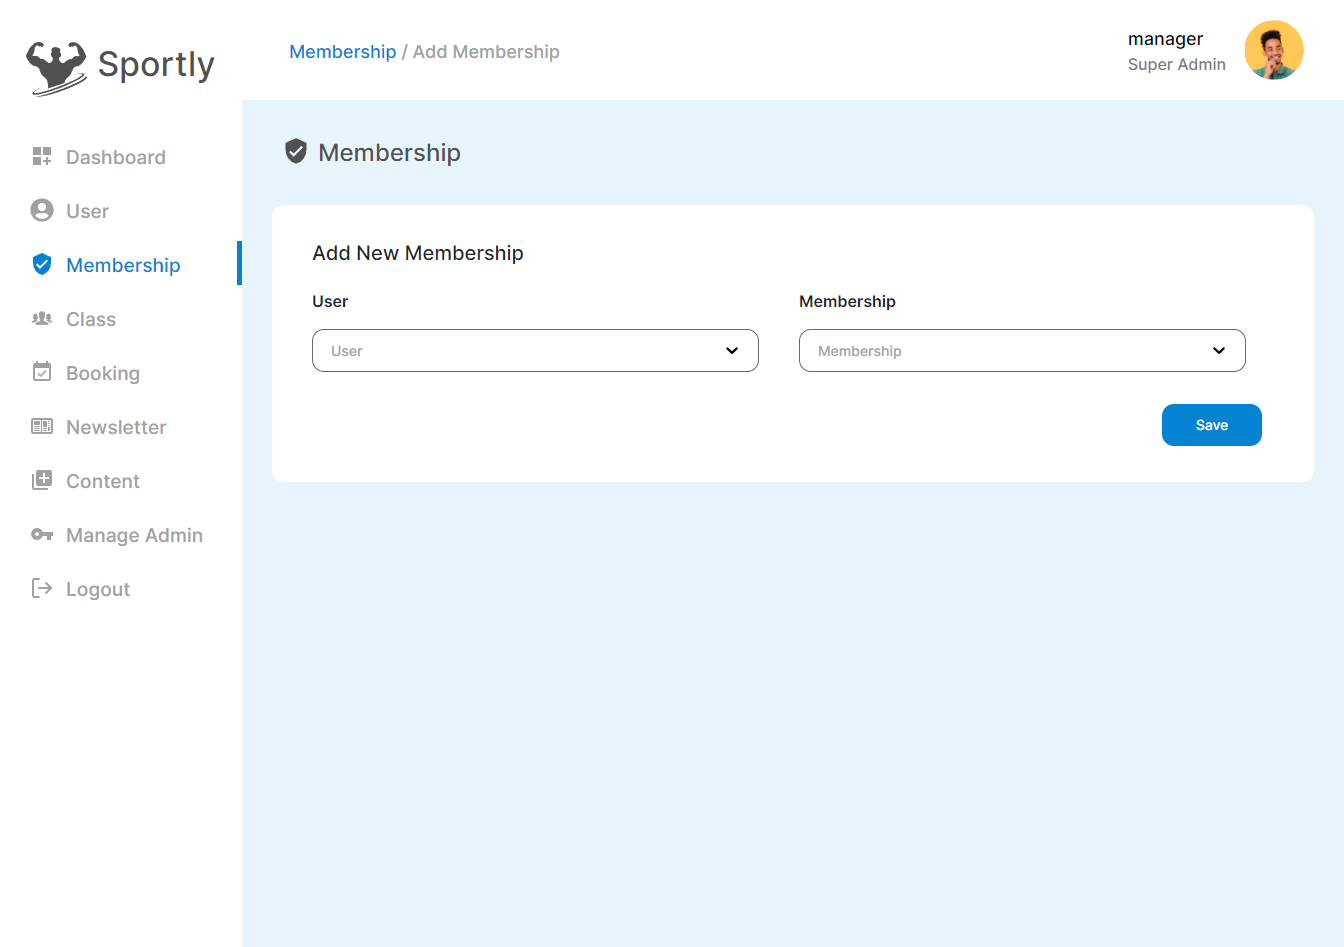 Sportly
Membership / Add Membership
manager
Super Admin
Dashboard
User
Membership
Class
Booking
Newsletter
Content
Manage Admin
Logout
Membership
Add New Membership
User
Membership
User
Membership
Save